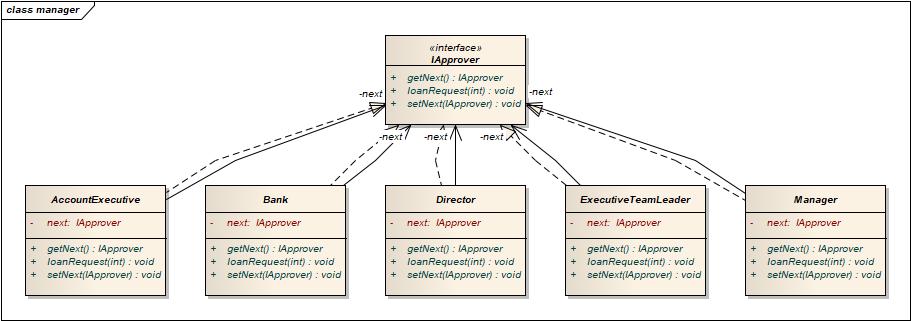 class manager
«interface»
IApprover
+ getNext() : IApprover
+ loanRequest(int) : void
+ setNext(IApprover) : void
-next
-next
-next
-next
-next
AccountExecutive
- next: IApprover
+ getNext() : IApprover
+ loanRequest(int) : void
+ setNext(IApprover) : void
Bank
- next: IApprover
+ getNext() : IApprover
+ loanRequest(int) : void
+ setNext(IApprover) : void
Director
- next: IApprover
+ getNext() : IApprover
+ loanRequest(int) : void
+ setNext(IApprover) : void
ExecutiveTeamLeader
- next: IApprover
+ getNext() : IApprover
+ loanRequest(int) : void
+ setNext(IApprover) : void
Manager
- next: IApprover
+ getNext() : IApprover
+ loanRequest(int) : void
+ setNext(IApprover) : void